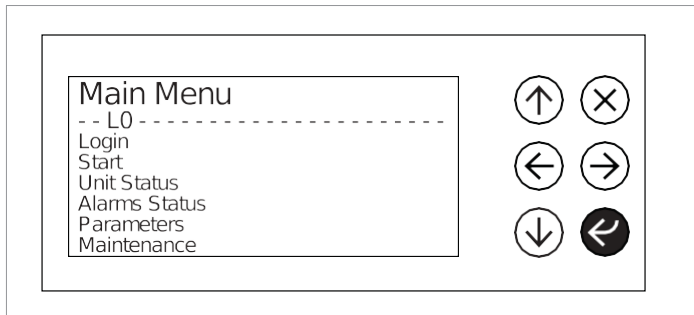 Main Menu
- - L0 - - - - - - - - - - - - - - - - - - - - - -
Login
Start
Unit Status
Alarms Status
Parameters
Maintenance